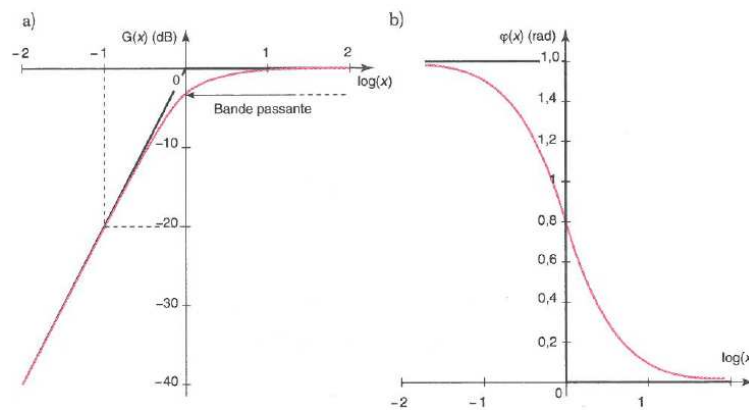 a)
G(x) (dB)
-2 -1 1 2
0
log(x)
Bande passante
-10
-20
-30
-40
b)
φ(x) (rad)
1,0
1,4
1,2
1
0,8
0,6
0,4
0,2
log(x
-2 -1 0 1